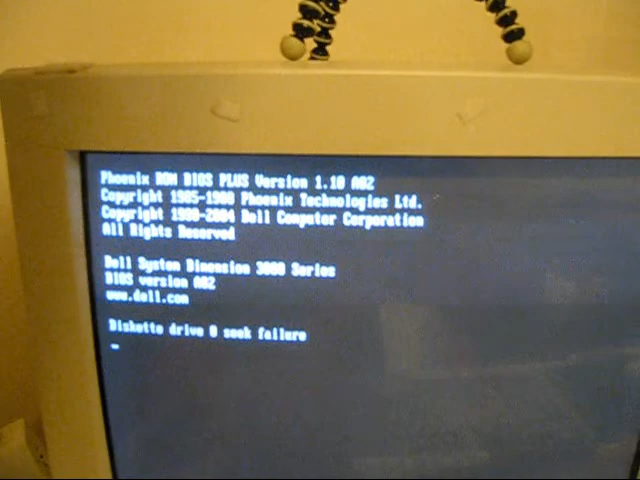 Phoenix ROM BIOS PLUS Version 1.10 A02
Copyright 1985-1988 Phoenix Technologies Ltd.
Copyright 1990-2004 Dell Computer Corporation
All Rights Reserved
Dell System Dimension 3000 Series
BIOS version A02
www.dell.com
Diskette drive 0 seek failure